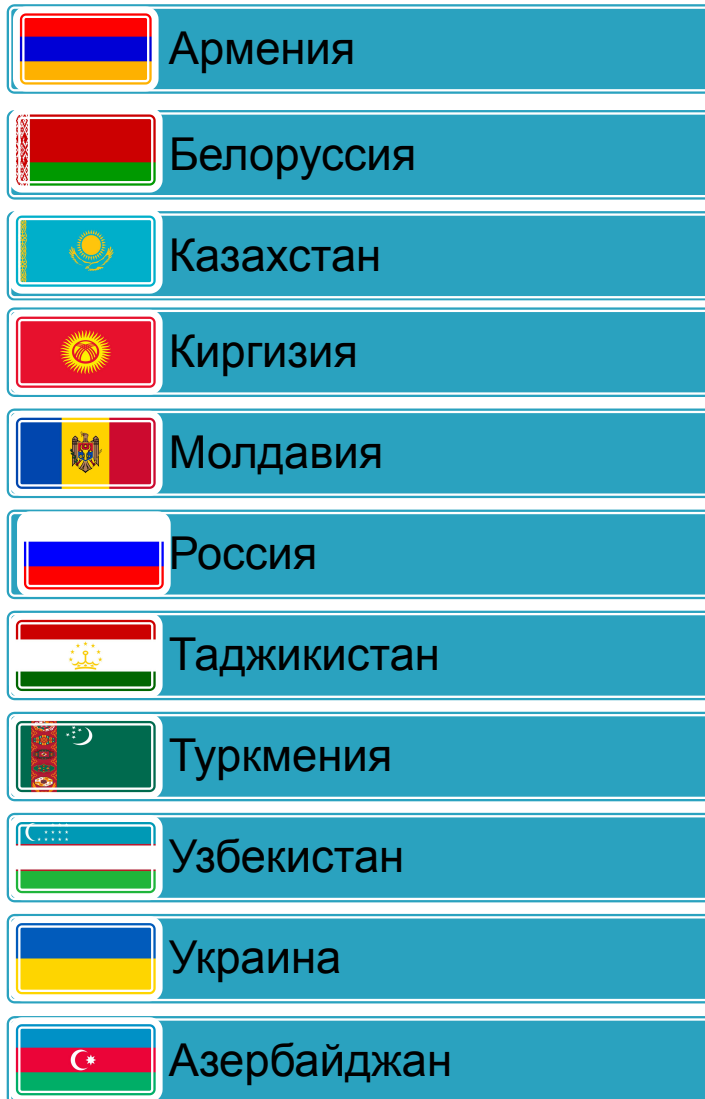 Армения
Белоруссия
Казахстан
Киргизия
Молдавия
Россия
Таджикистан
Туркмения
Узбекистан
Украина
Азербайджан